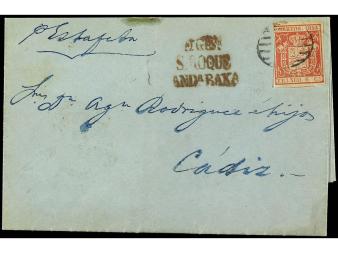 P Estafeta
S. ROQUE
ANDª BAXA
Sres. Dn. Agn. Rodriguez e hijos
Cádiz.-